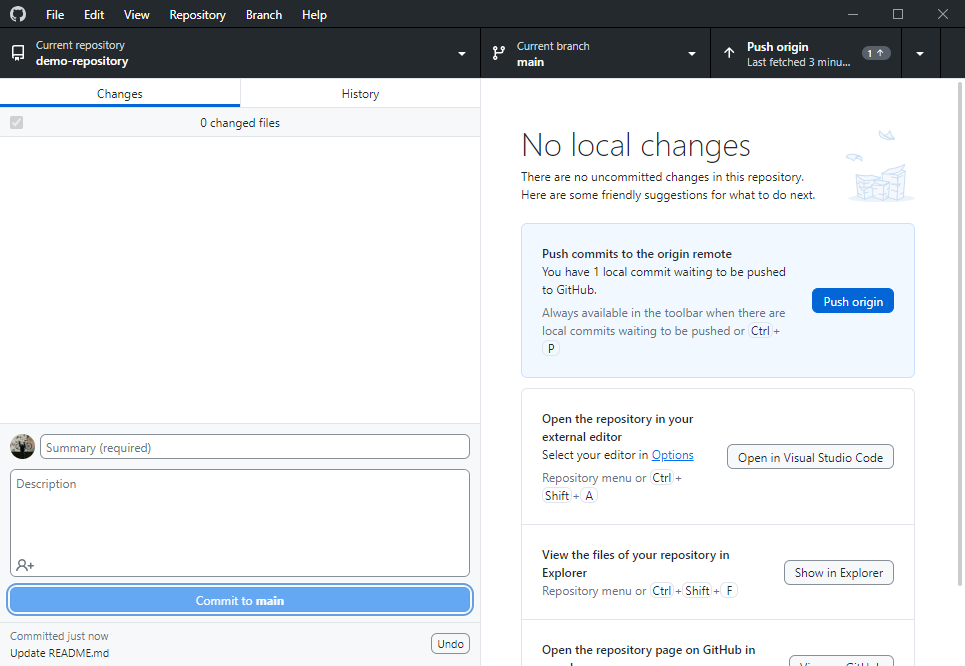 File Edit View Repository Branch Help
Current repository
demo-repository
Current branch
main
Push origin
Last fetched 3 minu...
1
Changes
History
0 changed files
Summary (required)
Description
Commit to main
Committed just now
Update README.md
Undo
No local changes
There are no uncommitted changes in this repository.
Here are some friendly suggestions for what to do next.
Push commits to the origin remote
You have 1 local commit waiting to be pushed
to GitHub.
Always available in the toolbar when there are
local commits waiting to be pushed or Ctrl +
P
Push origin
Open the repository in your
external editor
Select your editor in Options
Repository menu or Ctrl +
Shift + A
Open in Visual Studio Code
View the files of your repository in
Explorer
Repository menu or Ctrl + Shift + F
Show in Explorer
Open the repository page on GitHub in